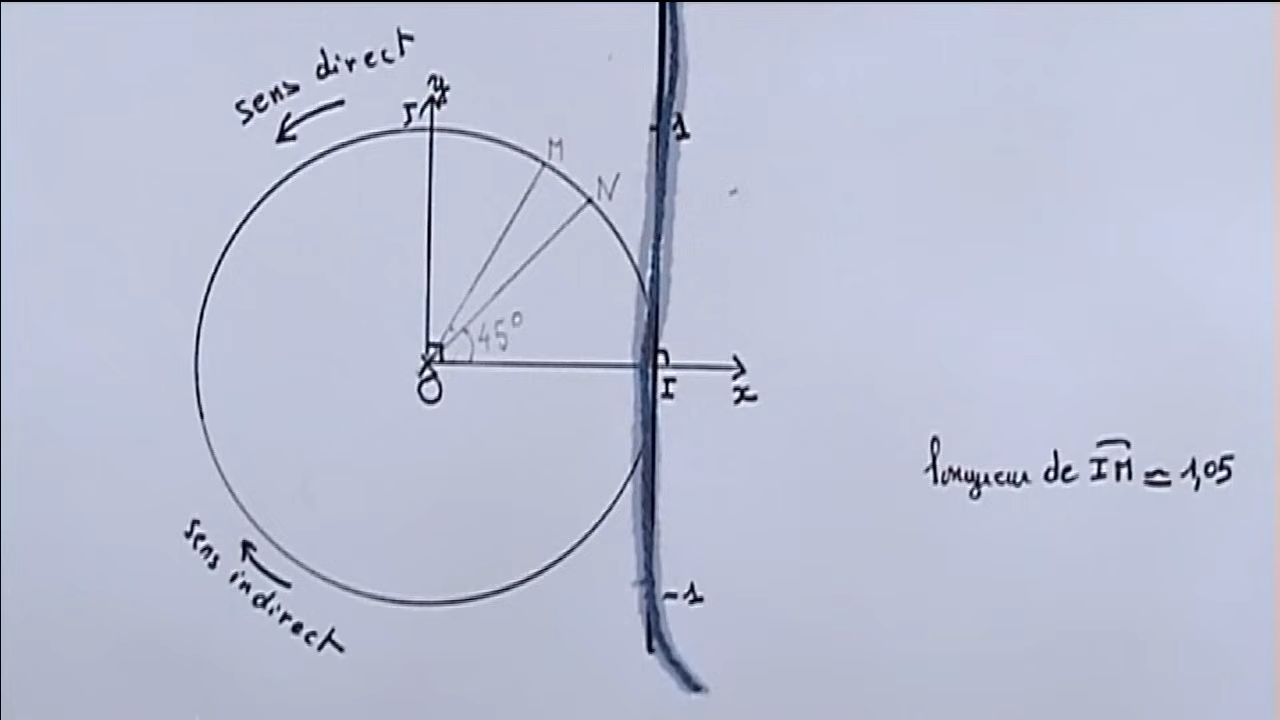 sens direct
y
J
M
1
N
45°
O
I
x
longueur de IM ≃ 1,05
sens indirect
-1